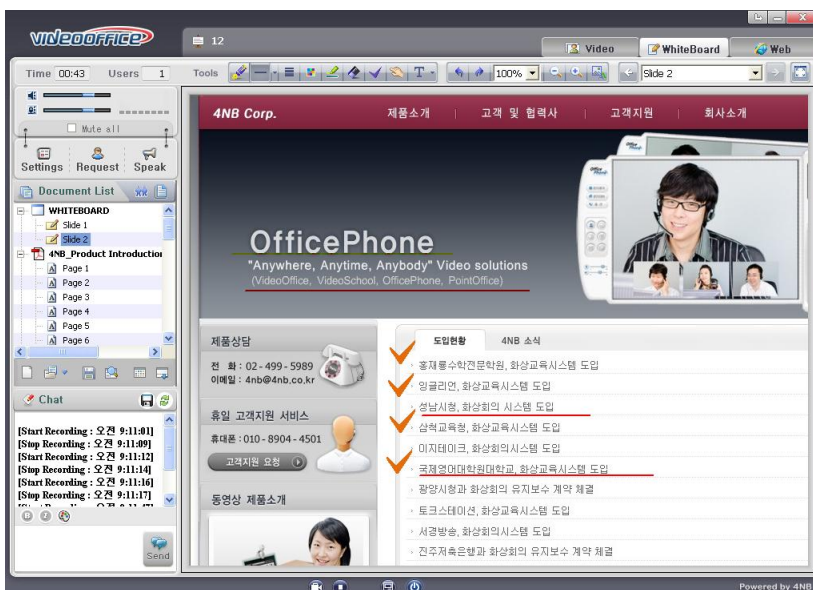 VIDEOOFFICE
12
Video
WhiteBoard
Web
Time 00:43 Users 1
Tools
T
100%
Slide 2
Mute all
Settings Request Speak
Document List
WHITEBOARD
Slide 1
Slide 2
4NB_Product Introduction
Page 1
Page 2
Page 3
Page 4
Page 5
Page 6
Chat
[Start Recording : 오전 9:11:01]
[Stop Recording : 오전 9:11:09]
[Start Recording : 오전 9:11:12]
[Stop Recording : 오전 9:11:14]
[Start Recording : 오전 9:11:16]
[Stop Recording : 오전 9:11:17]
Send
4NB Corp.
제품소개 | 고객 및 협력사 | 고객지원 | 회사소개
OfficePhone
"Anywhere, Anytime, Anybody" Video solutions
(VideoOffice, VideoSchool, OfficePhone, PointOffice)
제품상담
전 화 : 02 - 499 - 5989
이메일 : 4nb@4nb.co.kr
휴일 고객지원 서비스
휴대폰 : 010 - 8904 - 4501
고객지원 요청
동영상 제품소개
도입현황
4NB 소식
홍재룡수학전문학원, 화상교육시스템 도입
잉글리언, 화상교육시스템 도입
성남시청, 화상회의 시스템 도입
삼척교육청, 화상교육시스템 도입
이지테이크, 화상회의시스템 도입
국제영어대학원대학교, 화상교육시스템 도입
광양시청과 화상회의 유지보수 계약 체결
토크스테이션, 화상교육시스템 도입
서경방송, 화상회의시스템 도입
진주저축은행과 화상회의 유지보수 계약 체결
Powered by 4NB